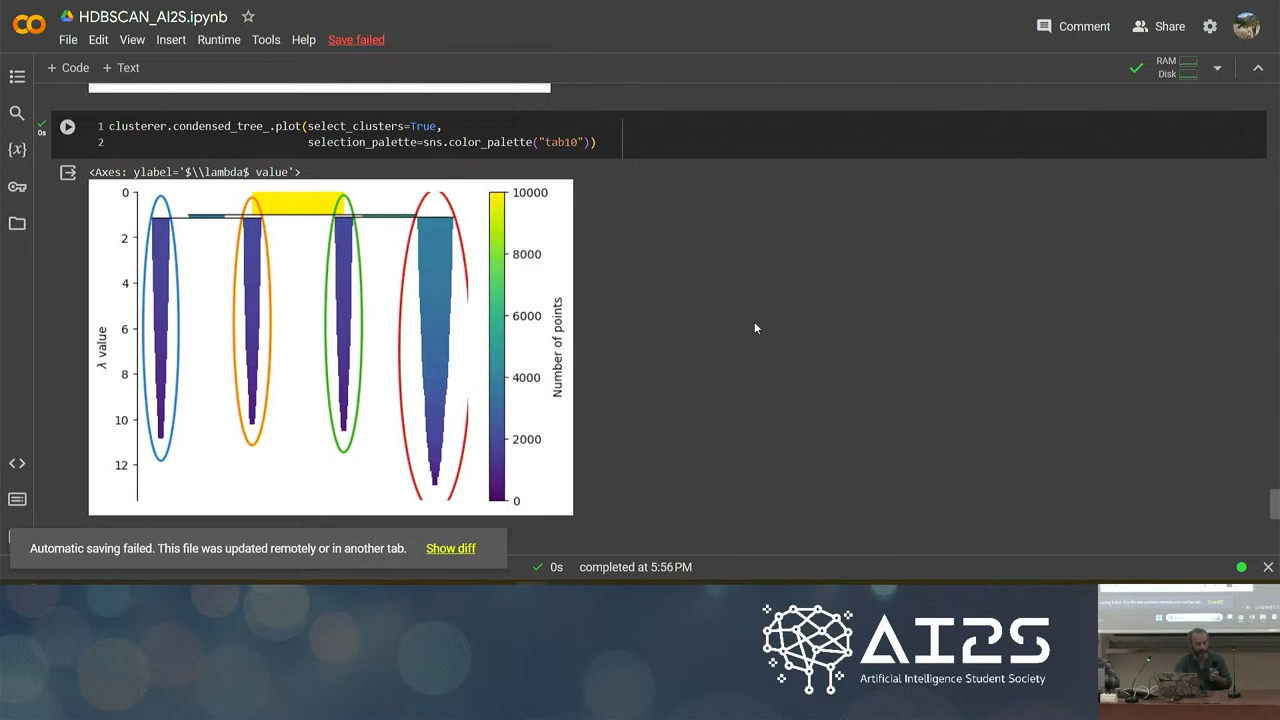 HDBSCAN_AI2S.ipynb
File Edit View Insert Runtime Tools Help Save failed
Comment Share
+ Code + Text
RAM
Disk
1 clusterer.condensed_tree_.plot(select_clusters=True,
2 selection_palette=sns.color_palette("tab10"))
0s
{x}
<Axes: ylabel='$\\lambda$ value'>
0
2
4
6
8
10
12
λ value
10000
8000
6000
4000
2000
0
Number of points
Automatic saving failed. This file was updated remotely or in another tab. Show diff
0s completed at 5:56 PM
AI2S
Artificial Intelligence Student Society